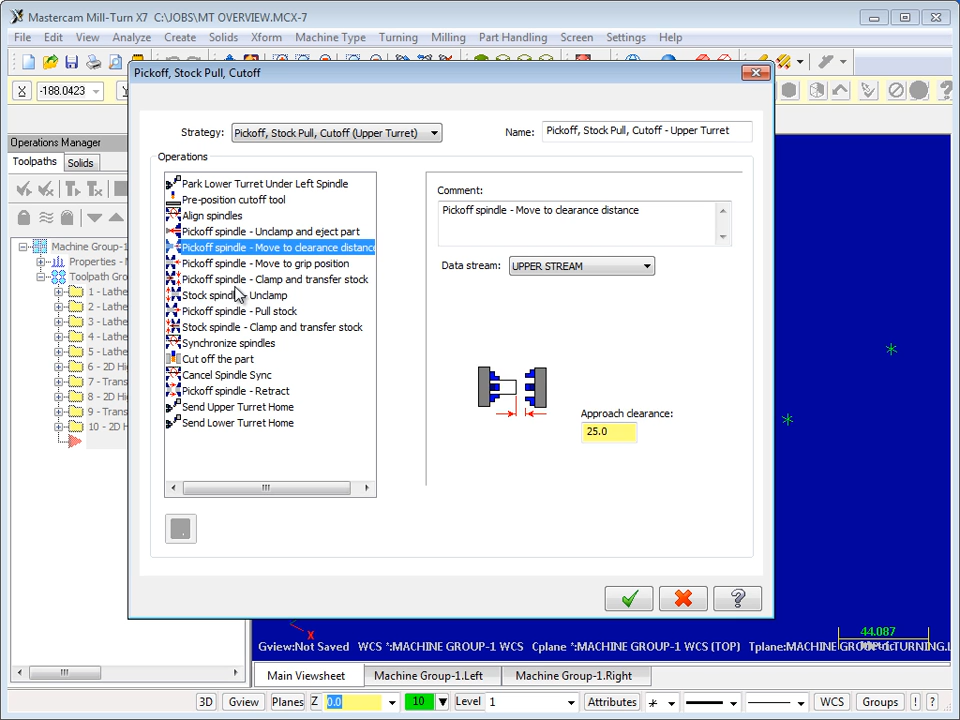 Mastercam Mill-Turn X7 C:\JOBS\MT OVERVIEW.MCX-7
File Edit View Analyze Create Solids Xform Machine Type Turning Milling Part Handling Screen Settings Help
X -188.0423 Y
Pickoff, Stock Pull, Cutoff
Strategy: Pickoff, Stock Pull, Cutoff (Upper Turret) Name: Pickoff, Stock Pull, Cutoff - Upper Turret
Operations Manager
Toolpaths Solids
Machine Group-1
Properties -
Toolpath Gro
1 - Lathe
2 - Lathe
3 - Lathe
4 - Lathe
5 - Lathe
6 - 2D Hi
7 - Trans
8 - 2D Hi
9 - Trans
10 - 2D H
Operations
Park Lower Turret Under Left Spindle
Pre-position cutoff tool
Align spindles
Pickoff spindle - Unclamp and eject part
Pickoff spindle - Move to clearance distance
Pickoff spindle - Move to grip position
Pickoff spindle - Clamp and transfer stock
Stock spindle - Unclamp
Pickoff spindle - Pull stock
Stock spindle - Clamp and transfer stock
Synchronize spindles
Cut off the part
Cancel Spindle Sync
Pickoff spindle - Retract
Send Upper Turret Home
Send Lower Turret Home
Comment:
Pickoff spindle - Move to clearance distance
Data stream: UPPER STREAM
Approach clearance:
25.0
X
44.087
Gview:Not Saved WCS *:MACHINE GROUP-1 WCS Cplane *:MACHINE GROUP-1 WCS (TOP) Tplane:MACHINE GROUP-1.TURNING.L
Main Viewsheet Machine Group-1.Left Machine Group-1.Right
3D Gview Planes Z 0.0 10 Level 1 Attributes WCS Groups ! ?